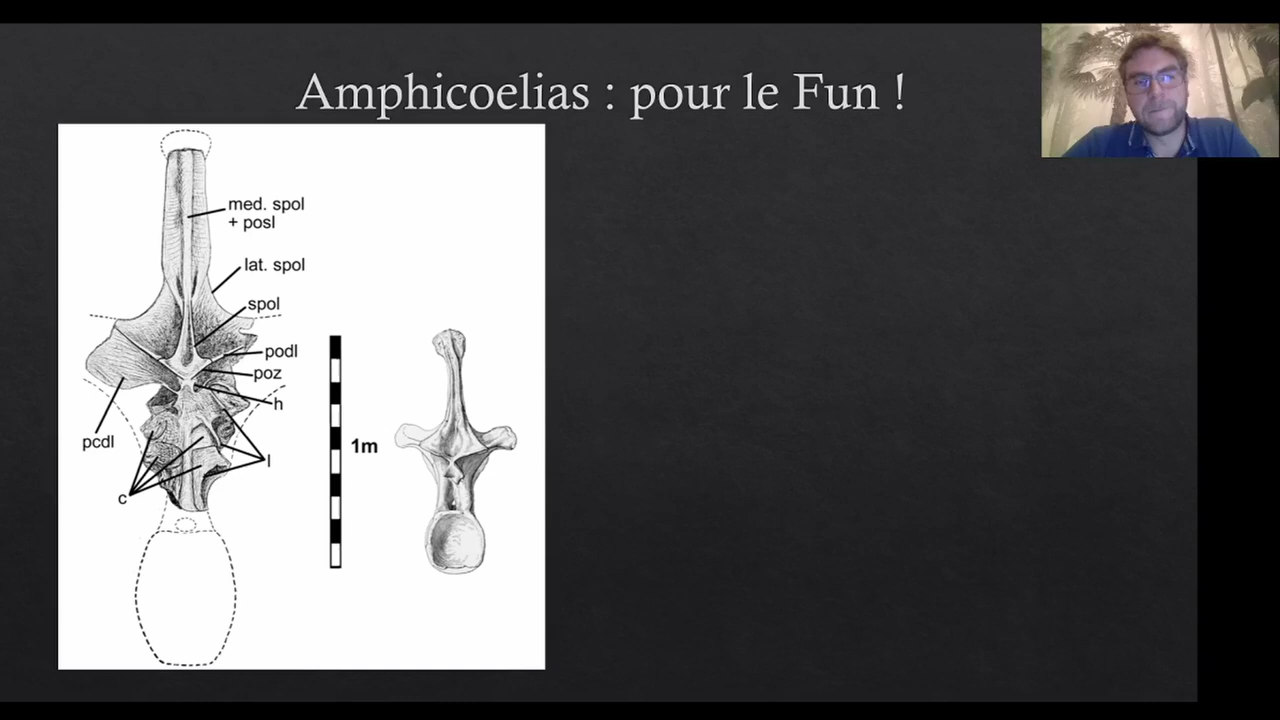 Amphicoelias : pour le Fun !
med. spol
+ posl
lat. spol
spol
podl
poz
h
pcdl
l
c
1m